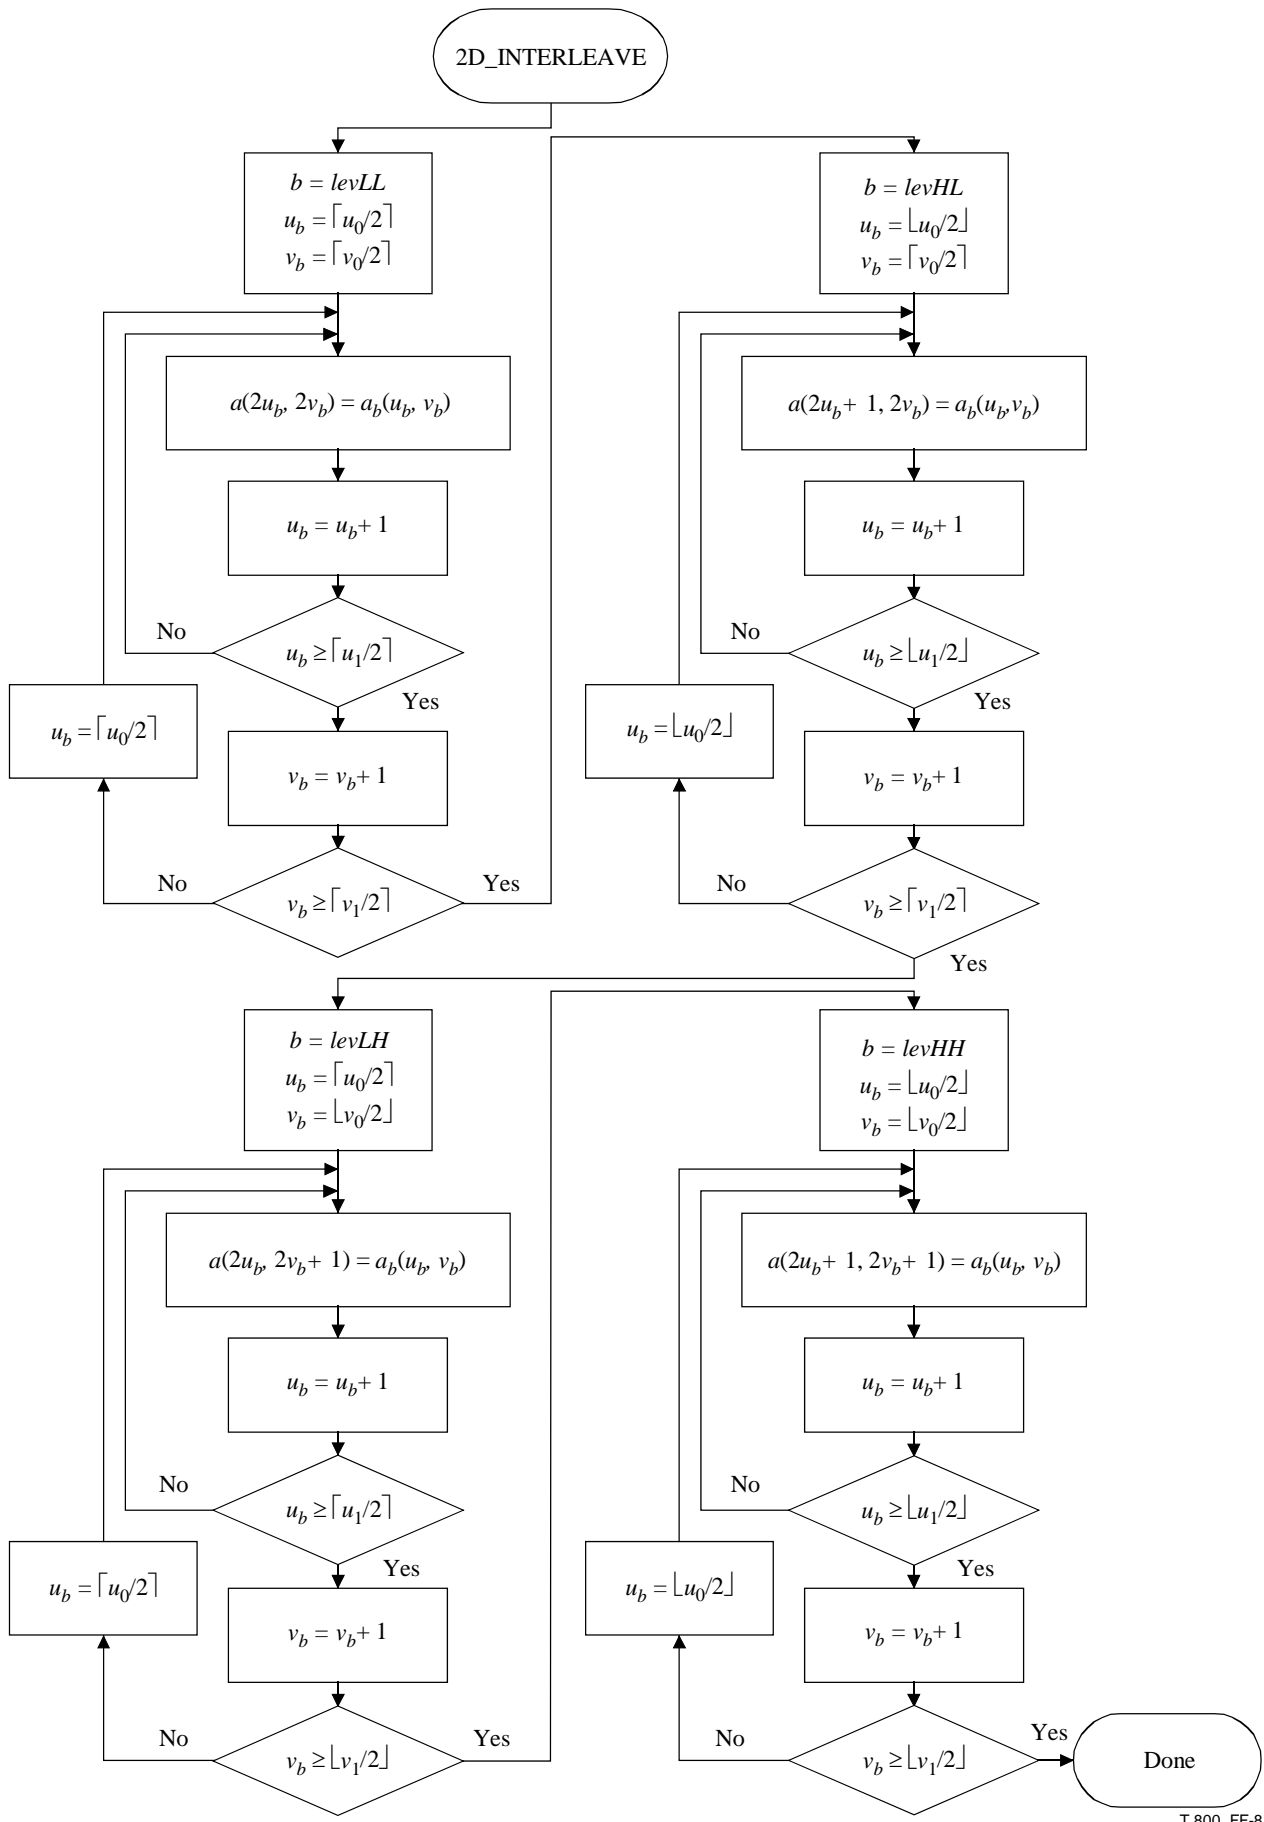 2D_INTERLEAVE
b = levLL
u_b = ⌈u_0/2⌉
v_b = ⌈v_0/2⌉
a(2u_b, 2v_b) = a_b(u_b, v_b)
u_b = u_b + 1
No
u_b ≥ ⌈u_1/2⌉
Yes
u_b = ⌈u_0/2⌉
v_b = v_b + 1
No
v_b ≥ ⌈v_1/2⌉
Yes
b = levHL
u_b = ⌊u_0/2⌋
v_b = ⌈v_0/2⌉
a(2u_b + 1, 2v_b) = a_b(u_b,v_b)
u_b = u_b + 1
No
u_b ≥ ⌊u_1/2⌋
Yes
u_b = ⌊u_0/2⌋
v_b = v_b + 1
No
v_b ≥ ⌈v_1/2⌉
Yes
b = levLH
u_b = ⌈u_0/2⌉
v_b = ⌊v_0/2⌋
a(2u_b, 2v_b + 1) = a_b(u_b, v_b)
u_b = u_b + 1
No
u_b ≥ ⌈u_1/2⌉
Yes
u_b = ⌈u_0/2⌉
v_b = v_b + 1
No
v_b ≥ ⌊v_1/2⌋
Yes
b = levHH
u_b = ⌊u_0/2⌋
v_b = ⌊v_0/2⌋
a(2u_b + 1, 2v_b + 1) = a_b(u_b, v_b)
u_b = u_b + 1
No
u_b ≥ ⌊u_1/2⌋
Yes
u_b = ⌊u_0/2⌋
v_b = v_b + 1
No
v_b ≥ ⌊v_1/2⌋
Yes
Done